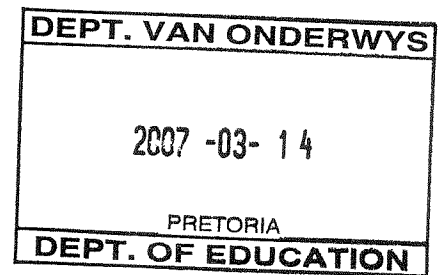 DEPT. VAN ONDERWYS
2007 -03- 14
PRETORIA
DEPT. OF EDUCATION